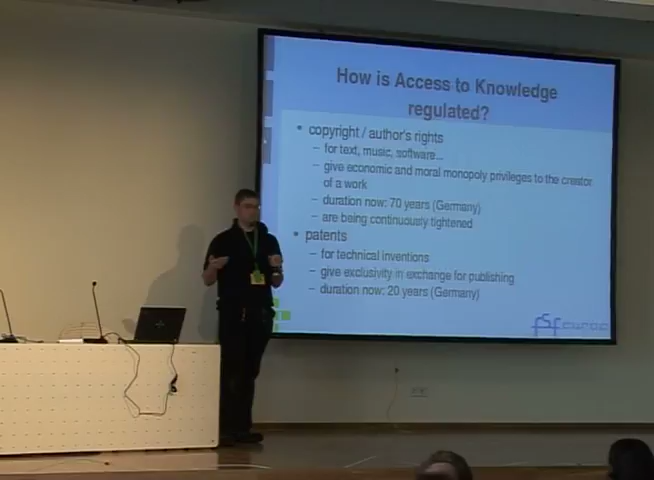 How is Access to Knowledge
regulated?
• copyright / author's rights
– for text, music, software...
– give economic and moral monopoly privileges to the creator
of a work
– duration now: 70 years (Germany)
– are being continuously tightened
• patents
– for technical inventions
– give exclusivity in exchange for publishing
– duration now: 20 years (Germany)
fsf europe